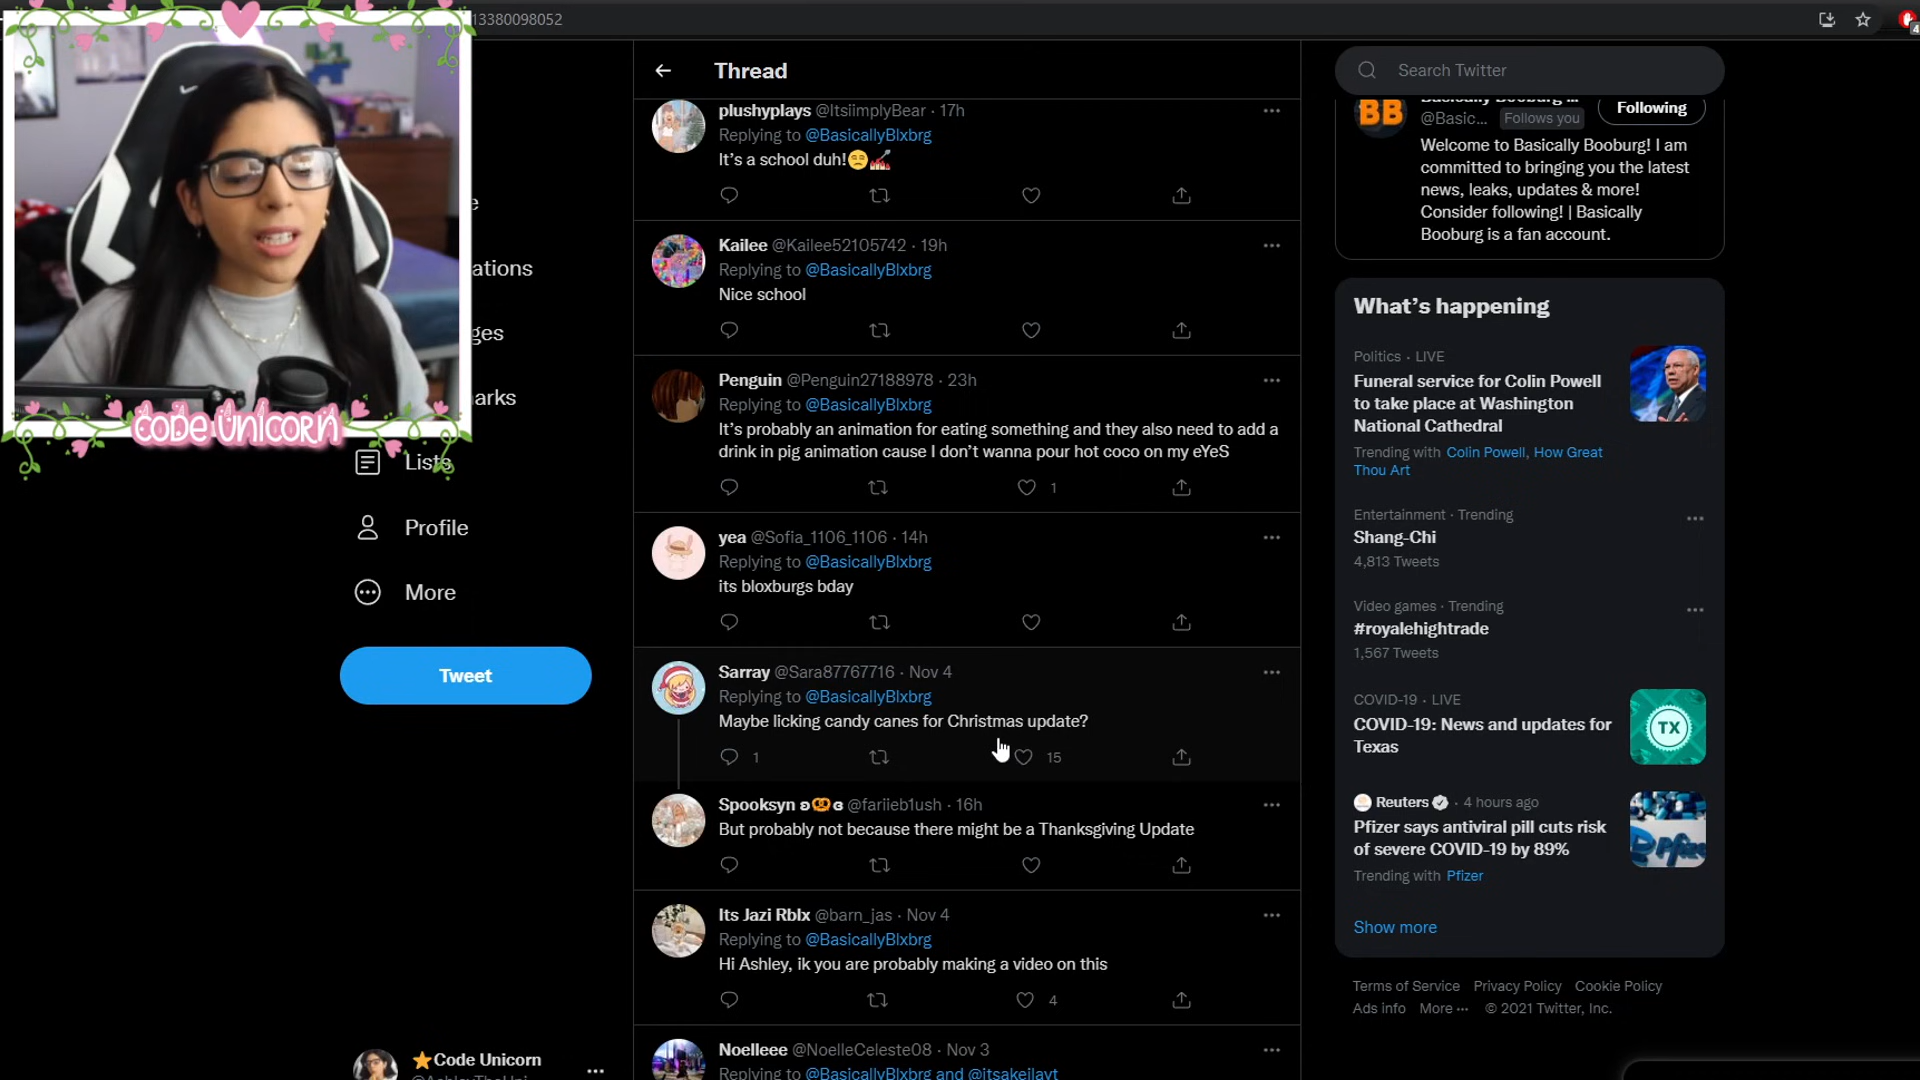 13380098052
4
ations
ges
arks
CODE UNICORN
Lists
Profile
More
Tweet
⭐Code Unicorn
Thread
plushyplays @ItsiimplyBear · 17h
Replying to @BasicallyBlxbrg
It's a school duh!
Kailee @Kailee52105742 · 19h
Replying to @BasicallyBlxbrg
Nice school
Penguin @Penguin27188978 · 23h
Replying to @BasicallyBlxbrg
It's probably an animation for eating something and they also need to add a
drink in pig animation cause I don't wanna pour hot coco on my eYeS
1
yea @Sofia_1106_1106 · 14h
Replying to @BasicallyBlxbrg
its bloxburgs bday
Sarray @Sara87767716 · Nov 4
Replying to @BasicallyBlxbrg
Maybe licking candy canes for Christmas update?
1 15
Spooksyn ʚ🥨ɞ @fariieb1ush · 16h
But probably not because there might be a Thanksgiving Update
Its Jazi Rblx @barn_jas · Nov 4
Replying to @BasicallyBlxbrg
Hi Ashley, ik you are probably making a video on this
4
Noelleee @NoelleCeleste08 · Nov 3
Replying to @BasicallyBlxbrg and @itsakeilayt
Search Twitter
Basically Booburg ...
BB
@Basic... Follows you
Following
Welcome to Basically Booburg! I am
committed to bringing you the latest
news, leaks, updates & more!
Consider following! | Basically
Booburg is a fan account.
What's happening
Politics · LIVE
Funeral service for Colin Powell
to take place at Washington
National Cathedral
Trending with Colin Powell, How Great
Thou Art
Entertainment · Trending
Shang-Chi
4,813 Tweets
Video games · Trending
#royalehightrade
1,567 Tweets
COVID-19 · LIVE
COVID-19: News and updates for
Texas
TX
Reuters · 4 hours ago
Pfizer says antiviral pill cuts risk
of severe COVID-19 by 89%
Trending with Pfizer
Show more
Terms of Service Privacy Policy Cookie Policy
Ads info More ··· © 2021 Twitter, Inc.